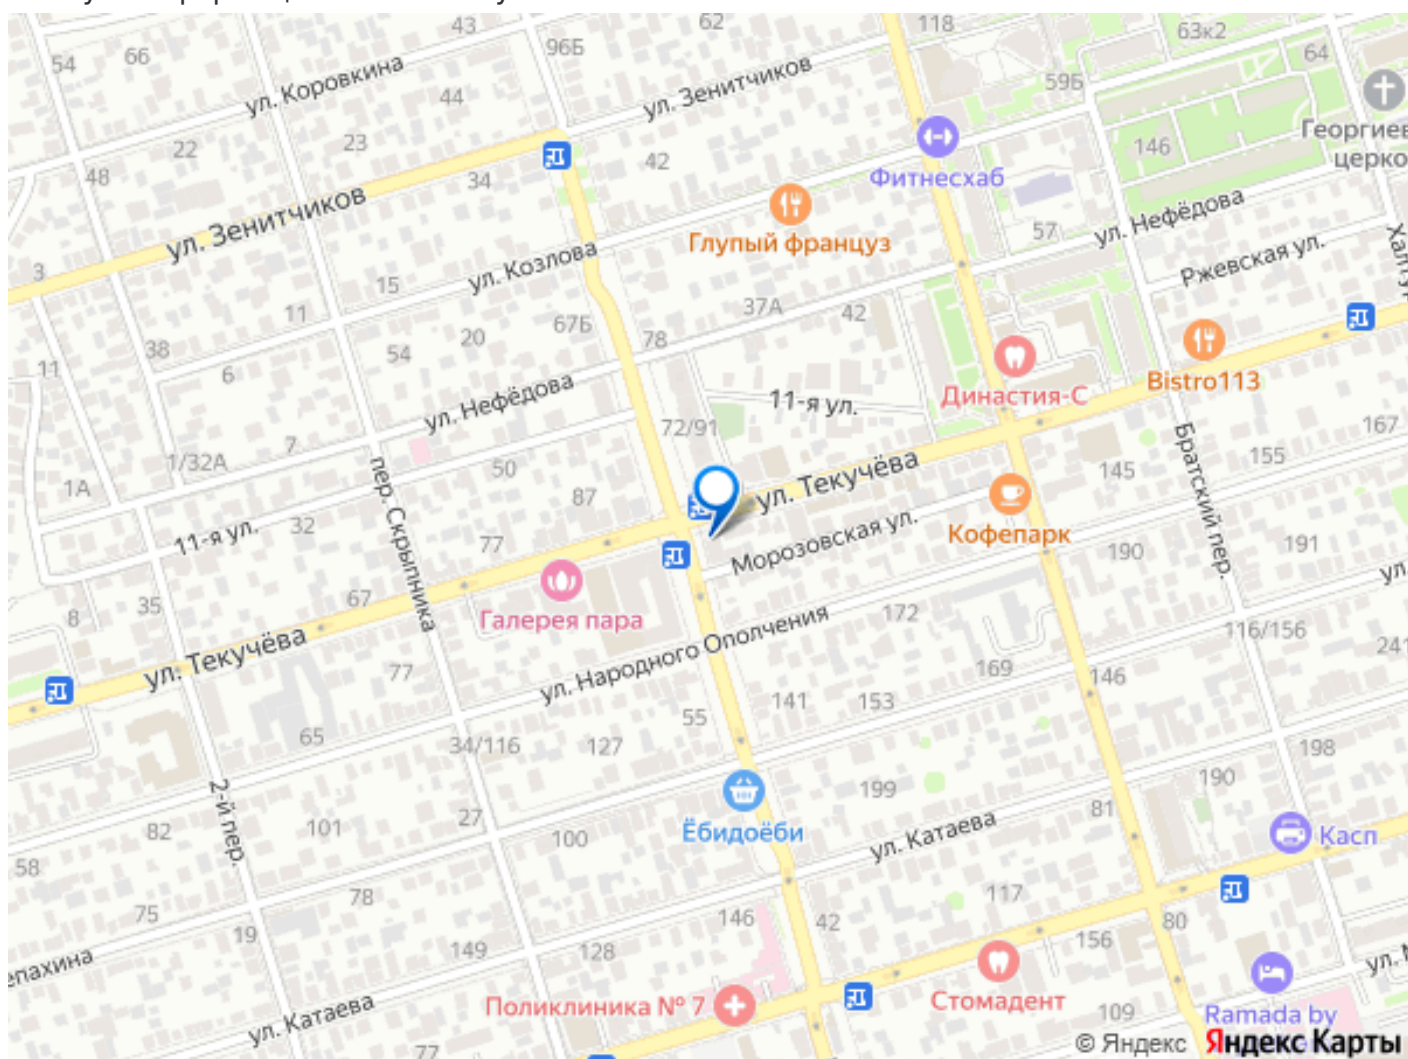 43
62
118
63к2
54
66
96Б
64
ул. Коровкина
ул. Зенитчиков
59Б
44
Георгиев
церко
22
23
42
146
48
34
Фитнесхаб
ул. Зенитчиков
Глупый француз
57
ул. Нефёдова
3
ул. Козлова
Ржевская ул.
15
11
37А
42
20
67Б
78
38
54
11
6
Bistro113
ул. Нефёдова
11-я ул.
Династия-С
72/91
167
7
1/32А
50
ул. Текучёва
145
155
1А
87
пер. Скрыпника
Братский пер.
32
11-я ул.
Морозовская ул.
Кофепарк
77
190
191
ул.
67
35
8
Галерея пара
172
116/156
ул. Текучёва
ул. Народного Ополчения
241
77
169
146
141
153
55
65
34/116
127
198
190
2-й пер.
199
81
27
82
101
100
Ёбидоёби
ул. Катаева
Касп
58
78
117
75
146
42
80
19
149
128
156
епахина
Стомадент
ул. Катаева
Поликлиника № 7
109
Ramada by
77
© Яндекс Яндекс Карты